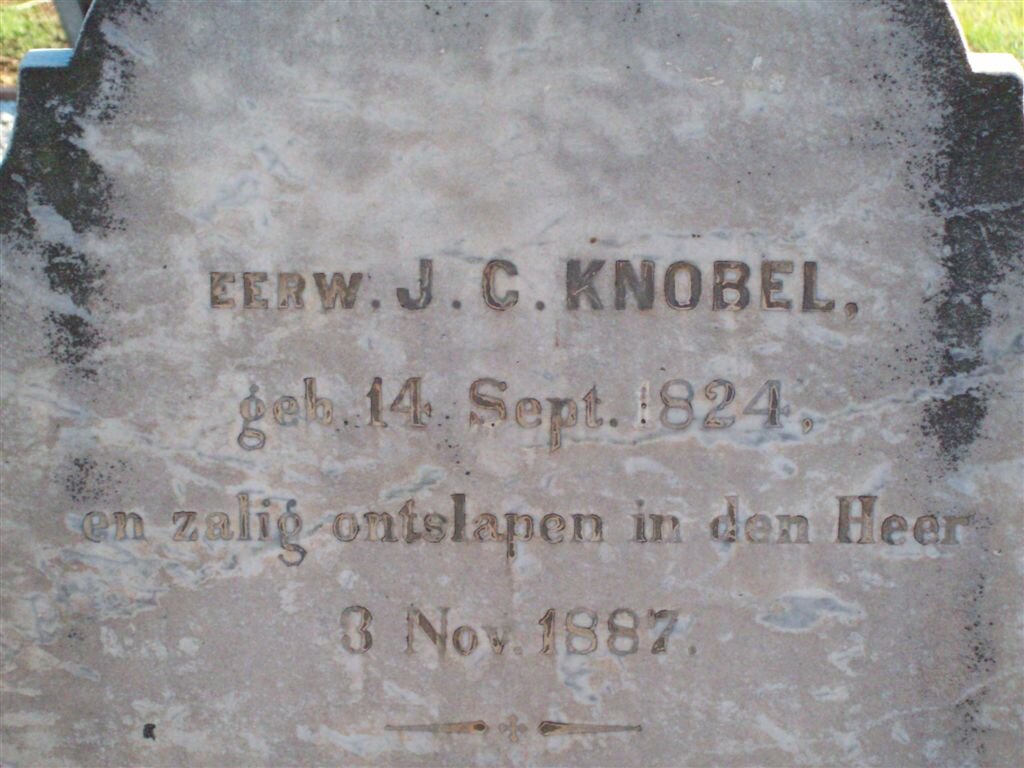 EERW. J. C. KNOBEL,
geb 14 Sept. 1824,
en zalig ontslapen in den Heer
3 Nov. 1887.